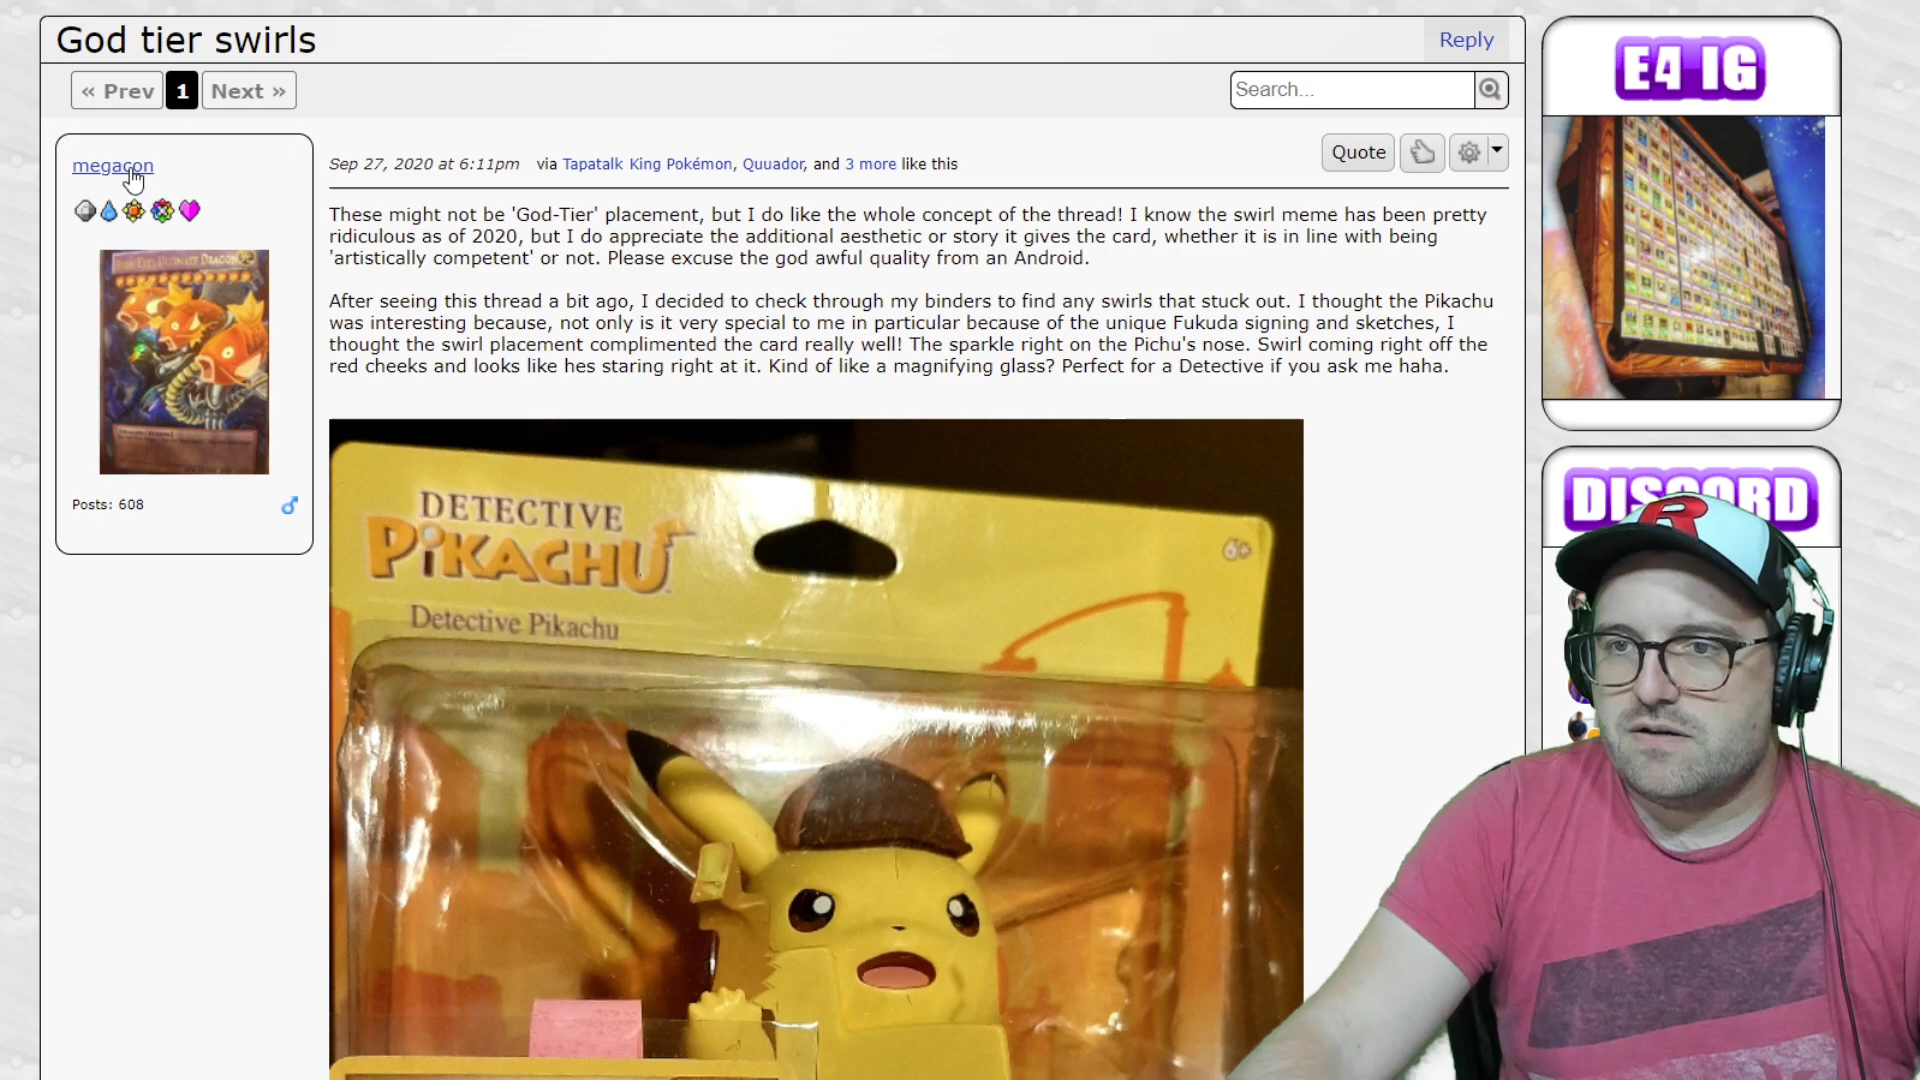 God tier swirls
Reply
« Prev 1 Next »
Search...
megacon
Sep 27, 2020 at 6:11pm via Tapatalk King Pokémon, Quuador, and 3 more like this
Quote
These might not be 'God-Tier' placement, but I do like the whole concept of the thread! I know the swirl meme has been pretty
ridiculous as of 2020, but I do appreciate the additional aesthetic or story it gives the card, whether it is in line with being
'artistically competent' or not. Please excuse the god awful quality from an Android.
After seeing this thread a bit ago, I decided to check through my binders to find any swirls that stuck out. I thought the Pikachu
was interesting because, not only is it very special to me in particular because of the unique Fukuda signing and sketches, I
thought the swirl placement complimented the card really well! The sparkle right on the Pichu's nose. Swirl coming right off the
red cheeks and looks like hes staring right at it. Kind of like a magnifying glass? Perfect for a Detective if you ask me haha.
Posts: 608
DETECTIVE
PiKACHU
Detective Pikachu
6+
E4 IG
R